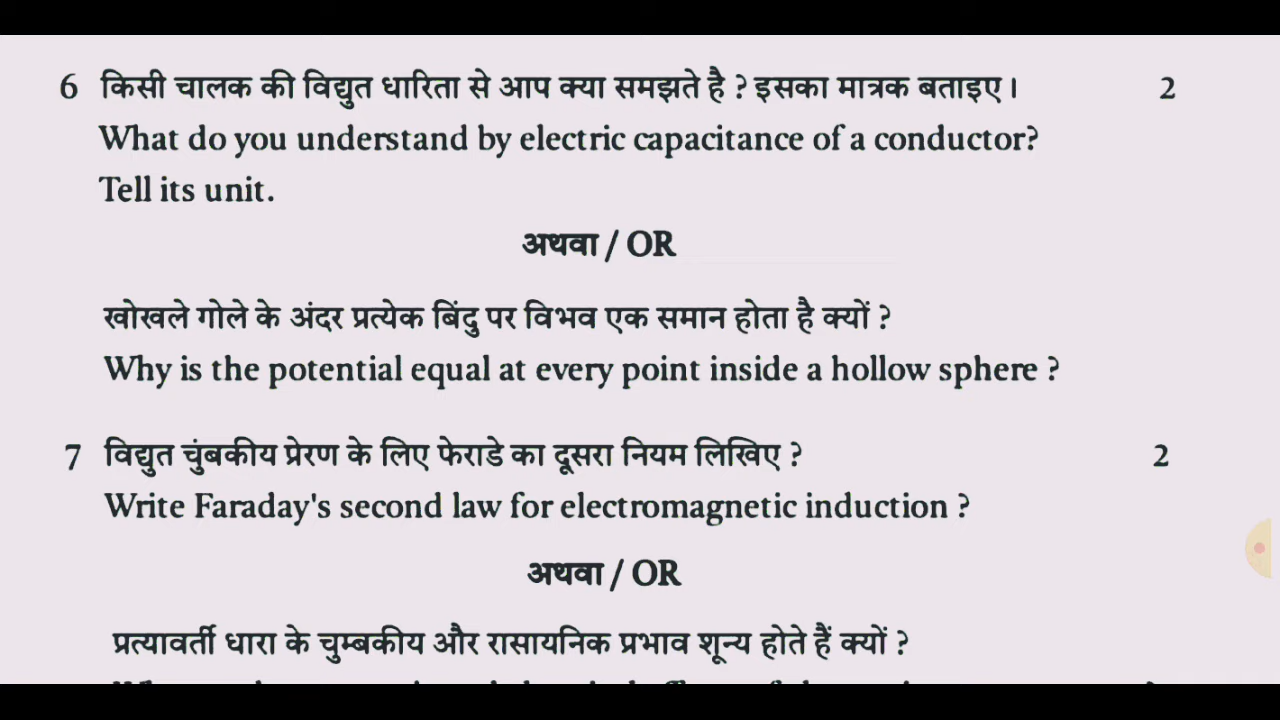 6 किसी चालक की विद्युत धारिता से आप क्या समझते है ? इसका मात्रक बताइए । 2
What do you understand by electric capacitance of a conductor?
Tell its unit.
अथवा / OR
खोखले गोले के अंदर प्रत्येक बिंदु पर विभव एक समान होता है क्यों ?
Why is the potential equal at every point inside a hollow sphere ?
7 विद्युत चुंबकीय प्रेरण के लिए फेराडे का दूसरा नियम लिखिए ? 2
Write Faraday's second law for electromagnetic induction ?
अथवा / OR
प्रत्यावर्ती धारा के चुम्बकीय और रासायनिक प्रभाव शून्य होते हैं क्यों ?